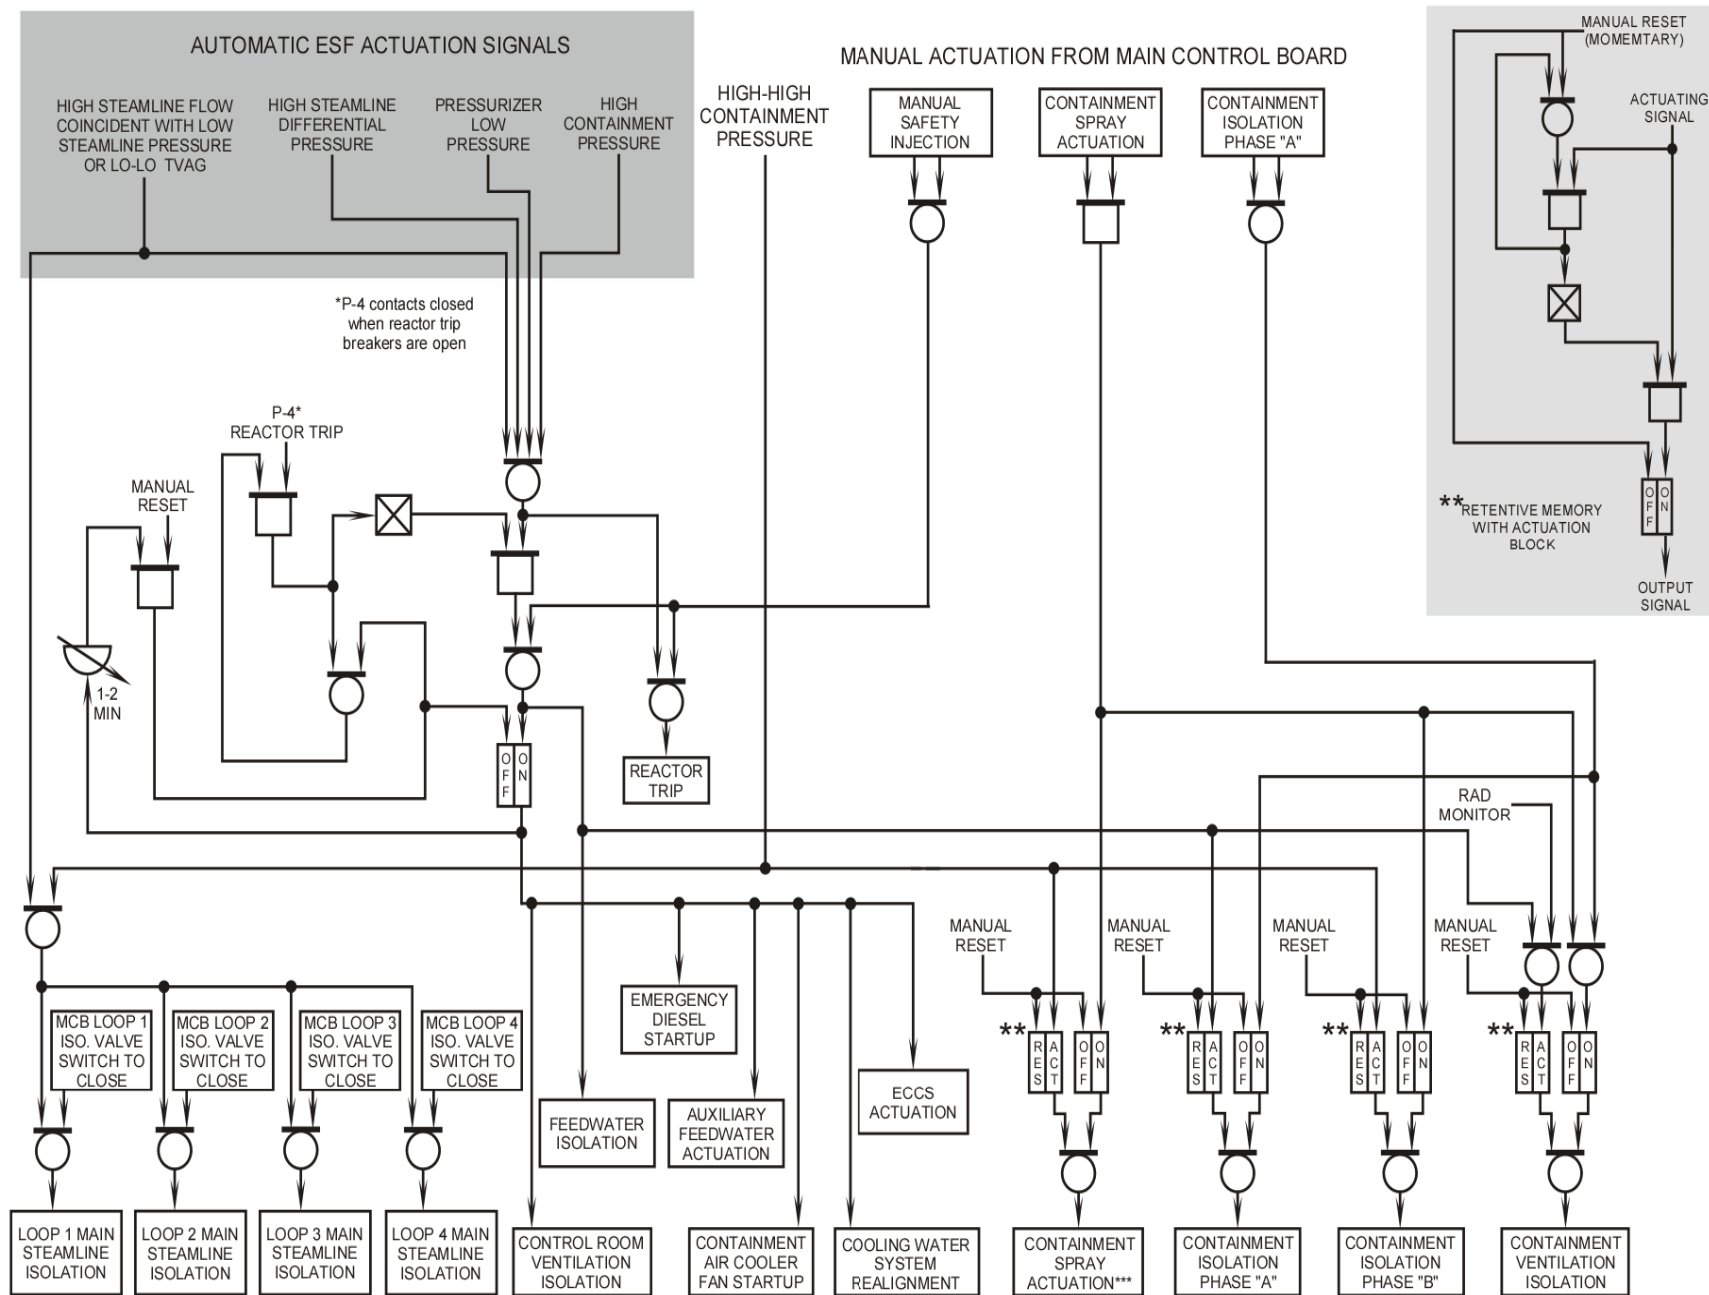 AUTOMATIC ESF ACTUATION SIGNALS
HIGH STEAMLINE FLOW
COINCIDENT WITH LOW
STEAMLINE PRESSURE
OR LO-LO TVAG
HIGH STEAMLINE
DIFFERENTIAL
PRESSURE
PRESSURIZER
LOW
PRESSURE
HIGH
CONTAINMENT
PRESSURE
HIGH-HIGH
CONTAINMENT
PRESSURE
MANUAL ACTUATION FROM MAIN CONTROL BOARD
MANUAL
SAFETY
INJECTION
CONTAINMENT
SPRAY
ACTUATION
CONTAINMENT
ISOLATION
PHASE "A"
MANUAL RESET
(MOMEMTARY)
ACTUATING
SIGNAL
OFF
ON
**RETENTIVE MEMORY
WITH ACTUATION
BLOCK
OUTPUT
SIGNAL
*P-4 contacts closed
when reactor trip
breakers are open
P-4*
REACTOR TRIP
MANUAL
RESET
1-2
MIN
OFF
ON
REACTOR
TRIP
RAD
MONITOR
MANUAL
RESET
MANUAL
RESET
MANUAL
RESET
MANUAL
RESET
**
RES
ACT
OFF
ON
**
RES
ACT
OFF
ON
**
RES
ACT
OFF
ON
**
RES
ACT
OFF
ON
MCB LOOP 1
ISO. VALVE
SWITCH TO
CLOSE
MCB LOOP 2
ISO. VALVE
SWITCH TO
CLOSE
MCB LOOP 3
ISO. VALVE
SWITCH TO
CLOSE
MCB LOOP 4
ISO. VALVE
SWITCH TO
CLOSE
EMERGENCY
DIESEL
STARTUP
FEEDWATER
ISOLATION
AUXILIARY
FEEDWATER
ACTUATION
ECCS
ACTUATION
LOOP 1 MAIN
STEAMLINE
ISOLATION
LOOP 2 MAIN
STEAMLINE
ISOLATION
LOOP 3 MAIN
STEAMLINE
ISOLATION
LOOP 4 MAIN
STEAMLINE
ISOLATION
CONTROL ROOM
VENTILATION
ISOLATION
CONTAINMENT
AIR COOLER
FAN STARTUP
COOLING WATER
SYSTEM
REALIGNMENT
CONTAINMENT
SPRAY
ACTUATION***
CONTAINMENT
ISOLATION
PHASE "A"
CONTAINMENT
ISOLATION
PHASE "B"
CONTAINMENT
VENTILATION
ISOLATION